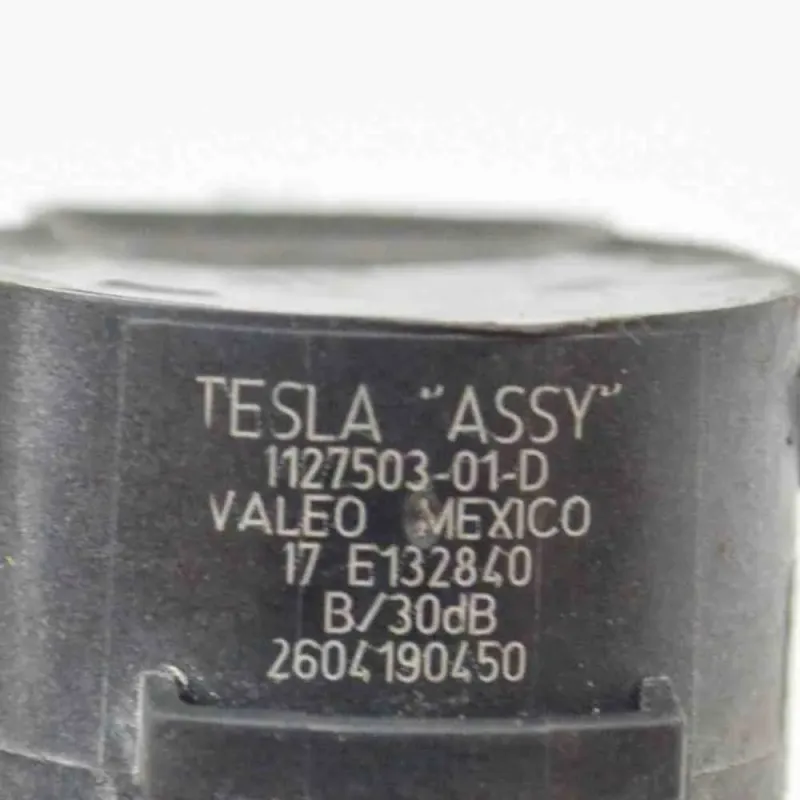 TESLA "ASSY"
1127503-01-D
VALEO MEXICO
17 E132840
B/30dB
2604190450